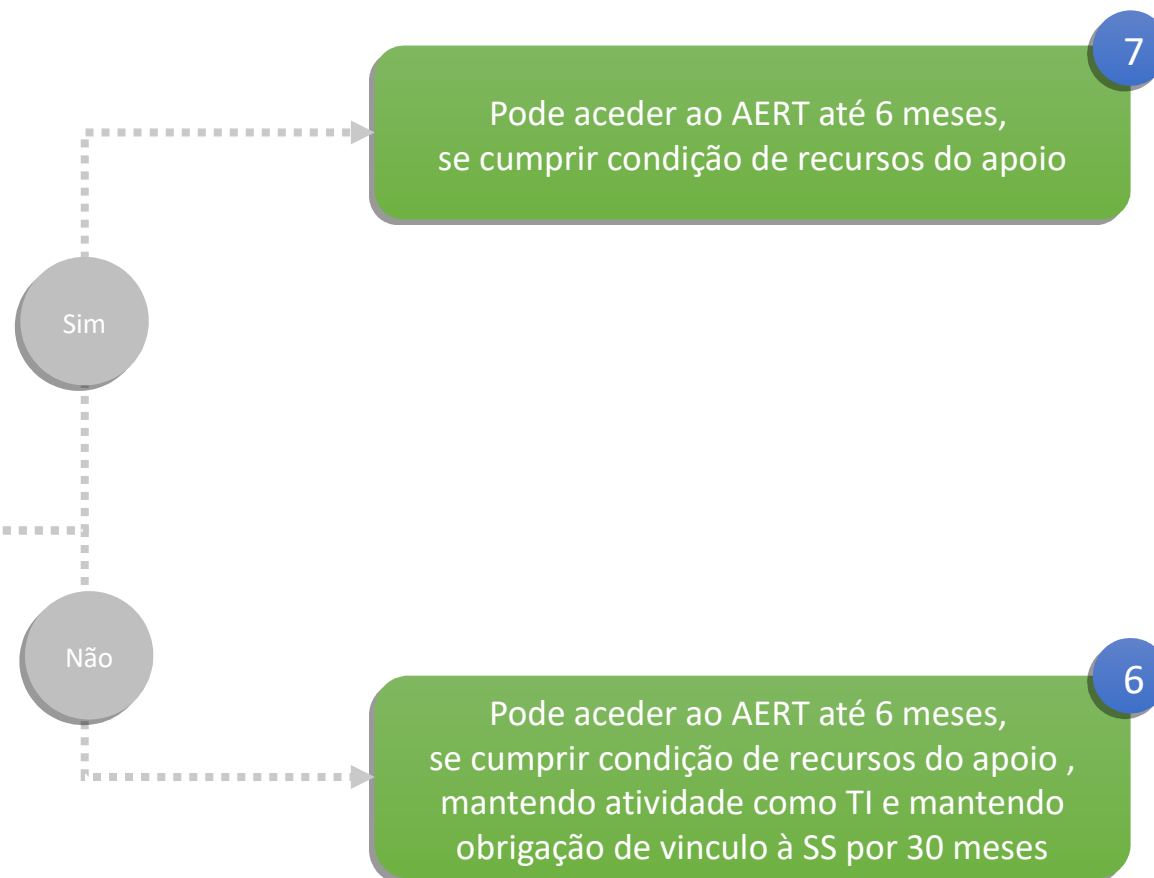 7
Pode aceder ao AERT até 6 meses,
se cumprir condição de recursos do apoio
Sim
Não
6
Pode aceder ao AERT até 6 meses,
se cumprir condição de recursos do apoio ,
mantendo atividade como TI e mantendo
obrigação de vinculo à SS por 30 meses